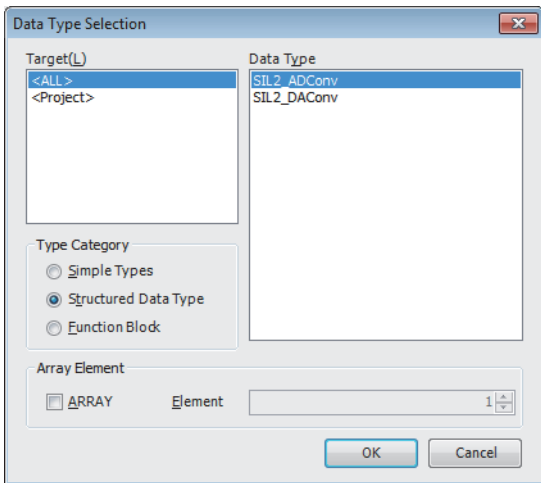 Data Type Selection
Target(L)
<ALL>
<Project>
Data Type
SIL2_ADConv
SIL2_DAConv
Type Category
Simple Types
Structured Data Type
Function Block
Array Element
ARRAY
Element
1
OK
Cancel